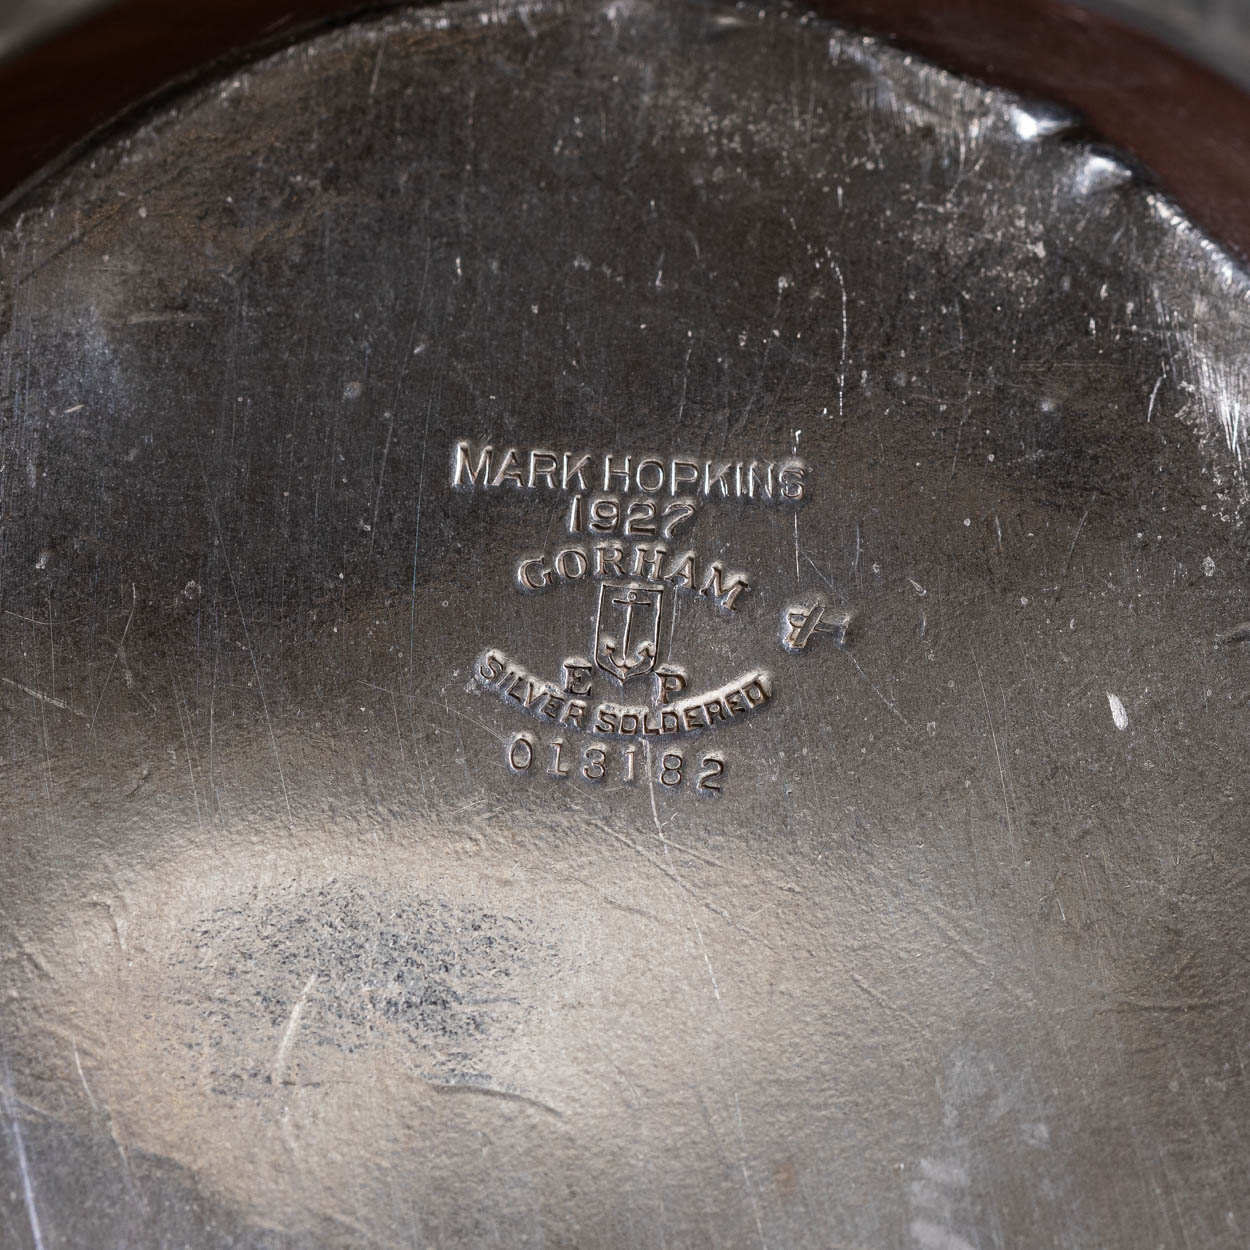 MARK HOPKINS
1927
GORHAM
E P
SILVER SOLDERED
013182